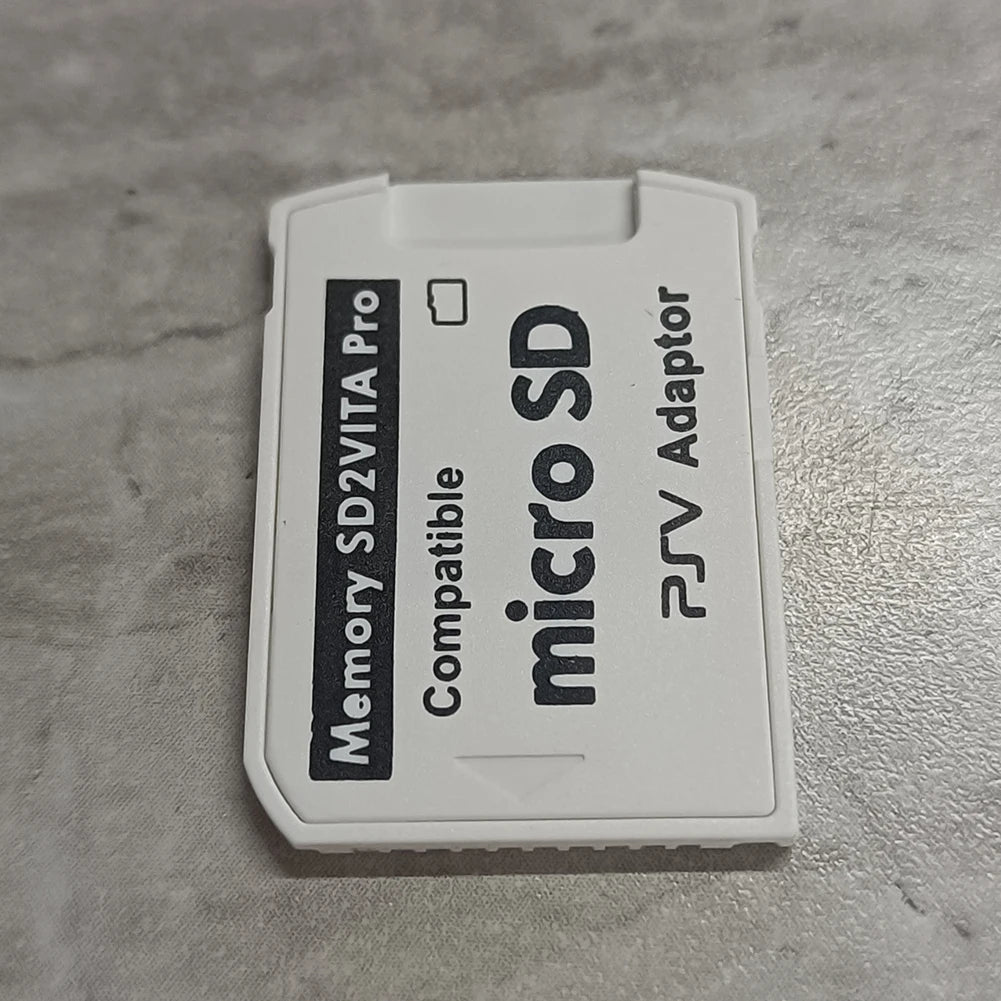 Memory SD2VITA Pro
Compatible
micro SD
PSV Adaptor